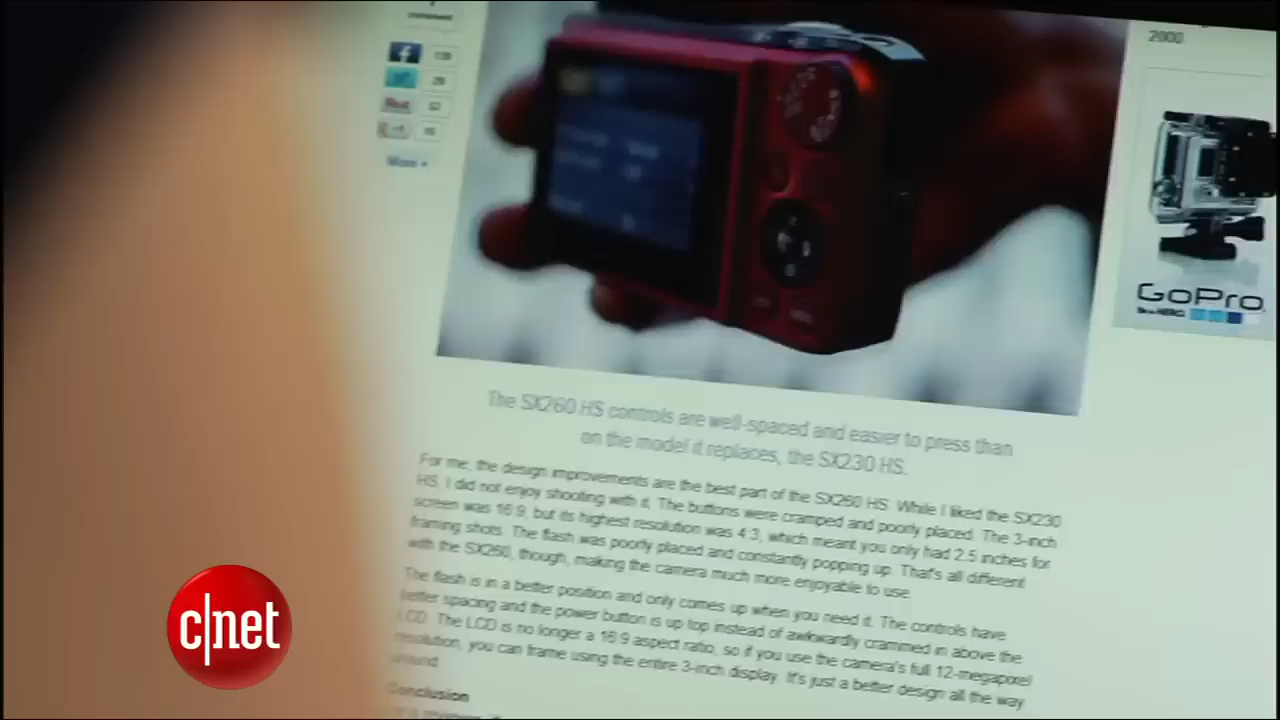 comment
139
29
More +
2000
GoPro
Be a HERO.
The SX260 HS controls are well-spaced and easier to press than
on the model it replaces, the SX230 HS.
For me, the design improvements are the best part of the SX260 HS. While I liked the SX230
HS, I did not enjoy shooting with it. The buttons were cramped and poorly placed. The 3-inch
screen was 16:9, but its highest resolution was 4:3, which meant you only had 2.5 inches for
framing shots. The flash was poorly placed and constantly popping up. That's all different
with the SX260, though, making the camera much more enjoyable to use.
The flash is in a better position and only comes up when you need it. The controls have
better spacing and the power button is up top instead of awkwardly crammed in above the
LCD. The LCD is no longer a 16:9 aspect ratio, so if you use the camera's full 12-megapixel
resolution, you can frame using the entire 3-inch display. It's just a better design all the way
around.
Conclusion
c|net